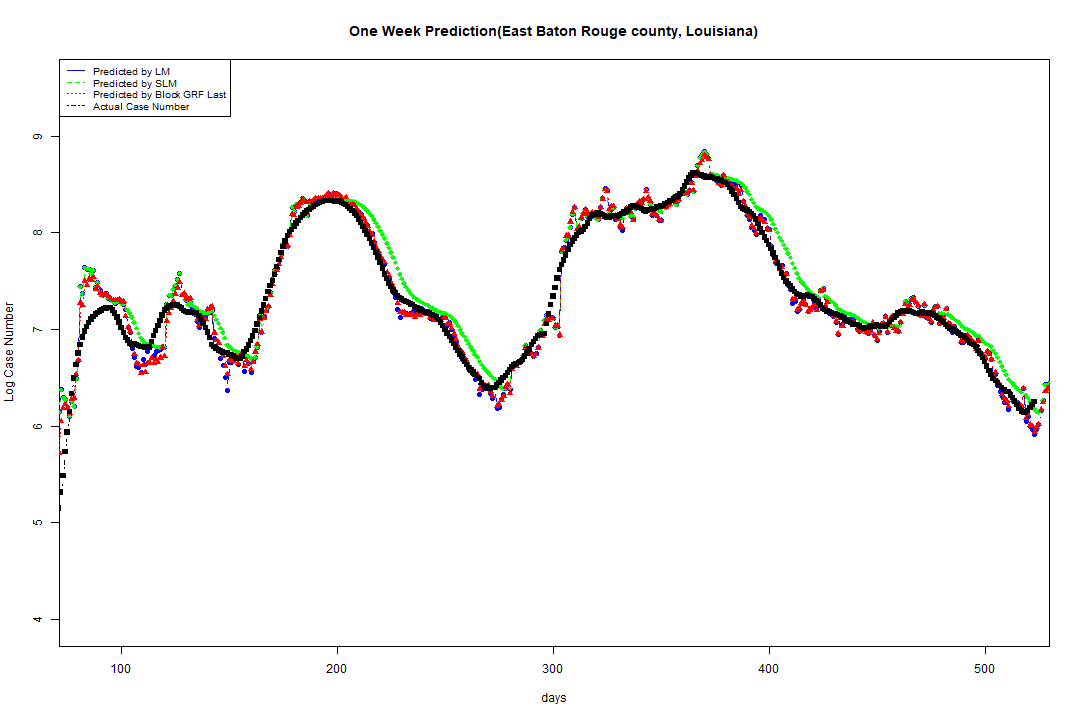 One Week Prediction(East Baton Rouge county, Louisiana)
Predicted by LM
Predicted by SLM
Predicted by Block GRF Last
Actual Case Number
9
8
7
6
5
4
Log Case Number
100 200 300 400 500
days